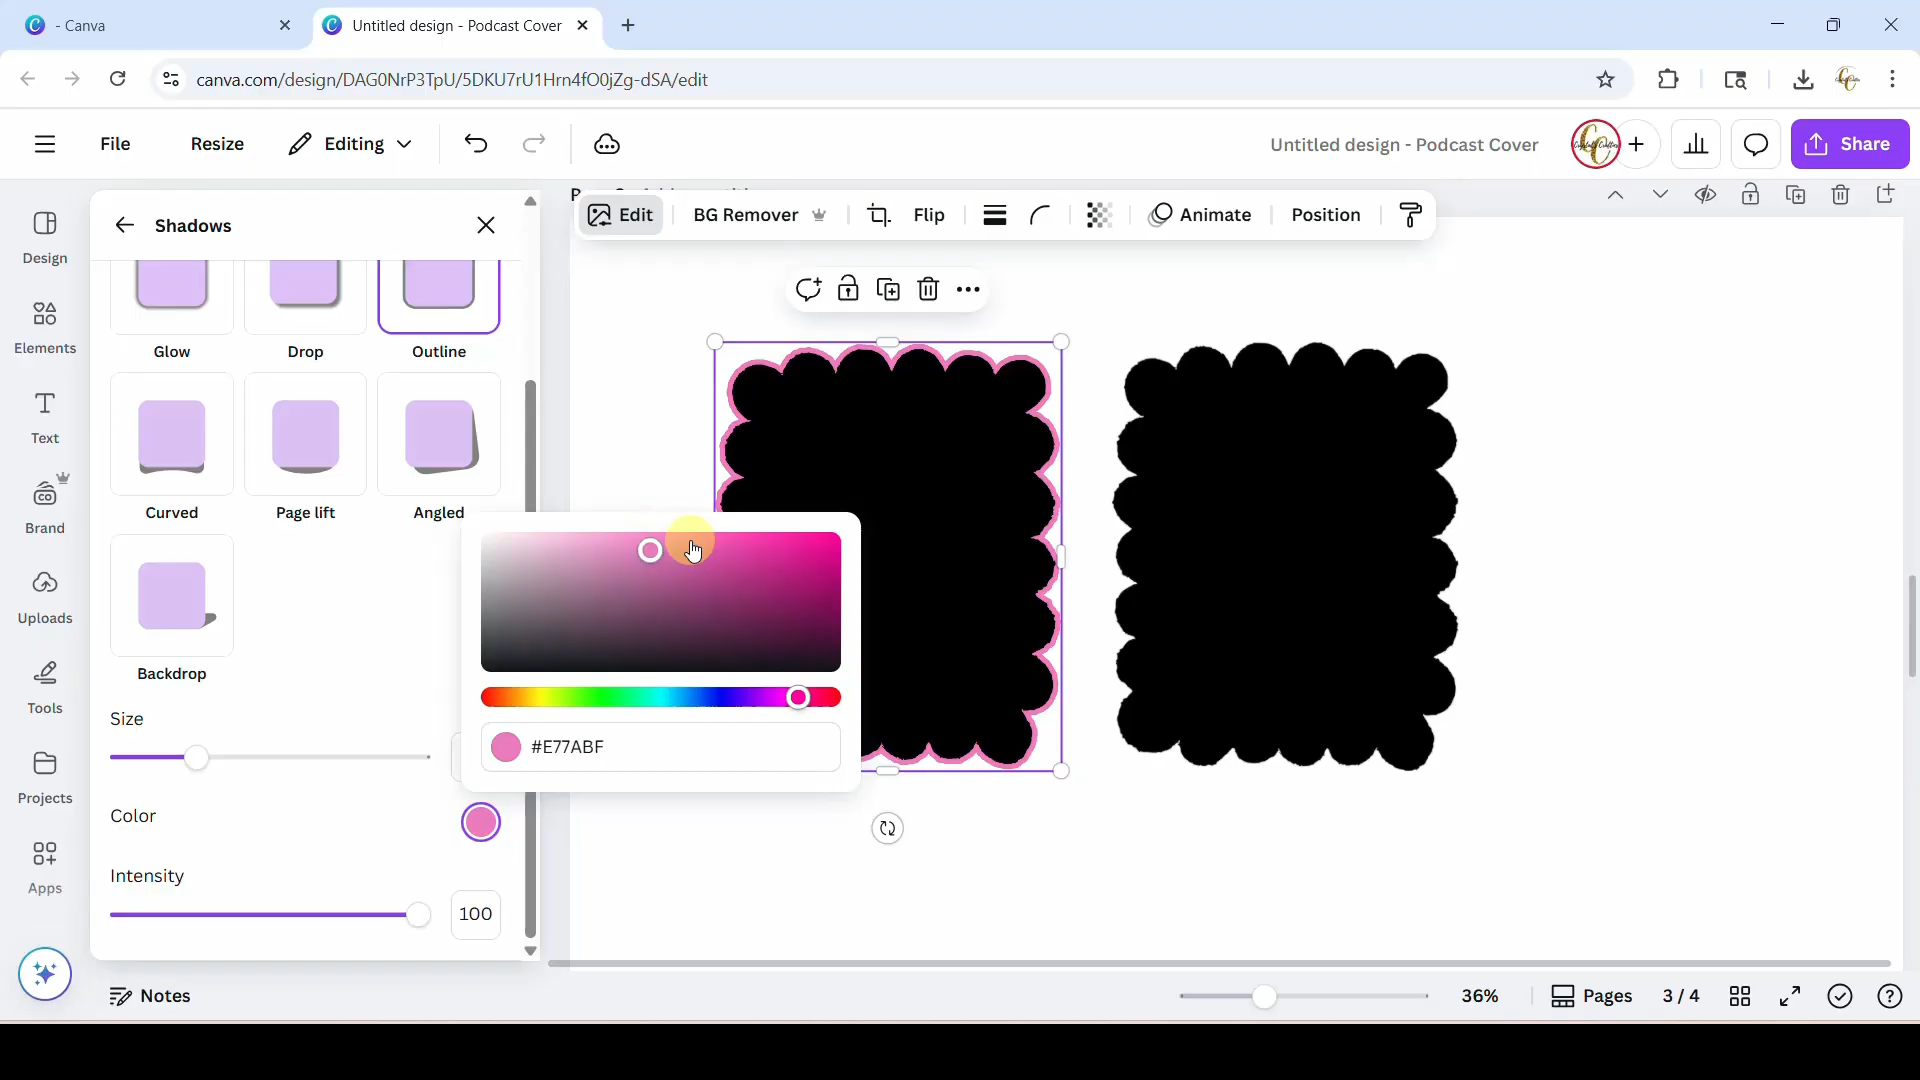 - Canva
Untitled design - Podcast Cover
canva.com/design/DAG0NrP3TpU/5DKU7rU1Hrn4fO0jZg-dSA/edit
File
Resize
Editing
Untitled design - Podcast Cover
Share
Design
Elements
Text
Brand
Uploads
Tools
Projects
Apps
Shadows
Glow
Drop
Outline
Curved
Page lift
Angled
Backdrop
Size
Color
Intensity
100
#E77ABF
Edit
BG Remover
Flip
Animate
Position
Notes
36%
Pages
3 / 4